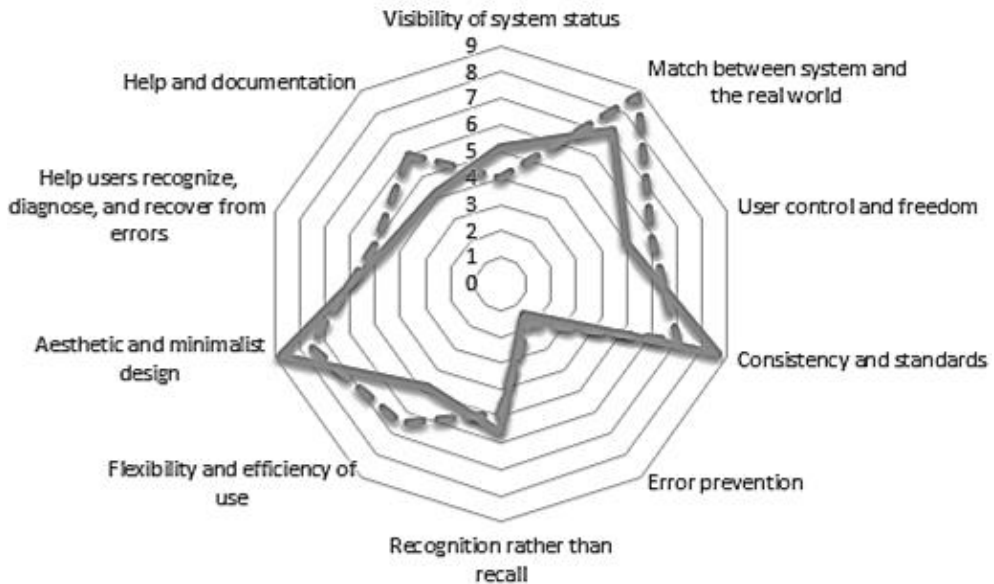 Visibility of system status
9
8
7
6
5
4
3
2
1
0
Match between system and
the real world
User control and freedom
Consistency and standards
Error prevention
Recognition rather than
recall
Flexibility and efficiency of
use
Aesthetic and minimalist
design
Help users recognize,
diagnose, and recover from
errors
Help and documentation